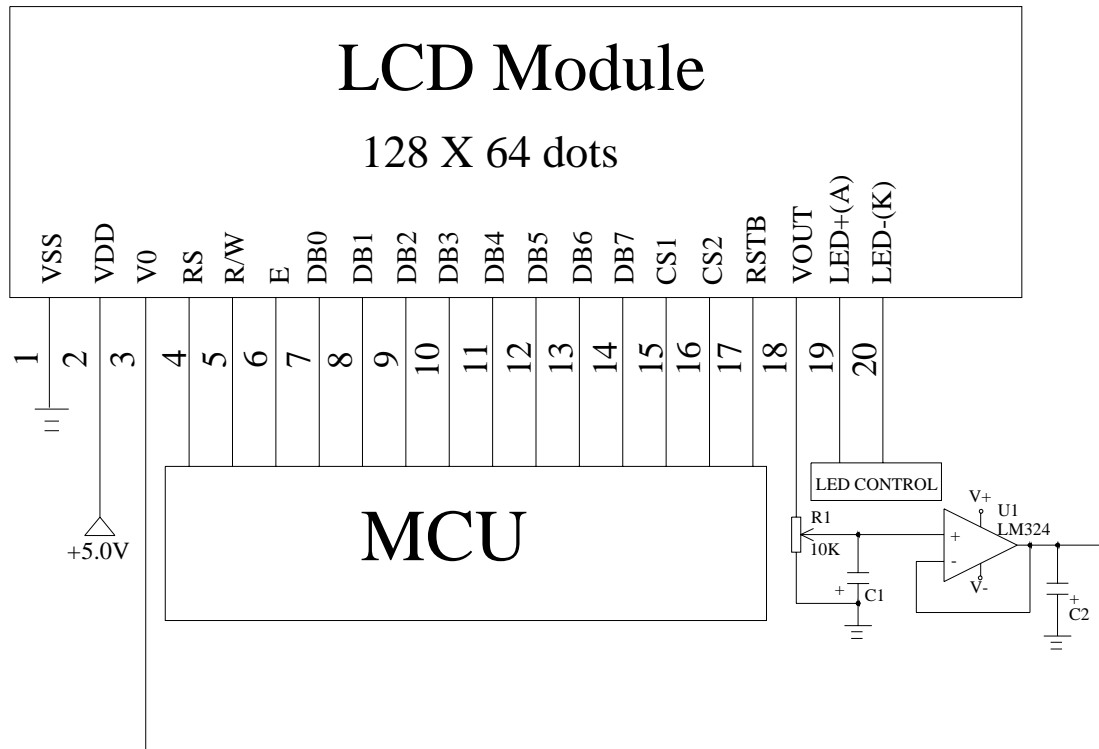 LCD Module
128 X 64 dots
VSS
VDD
V0
RS
R/W
E
DB0
DB1
DB2
DB3
DB4
DB5
DB6
DB7
CS1
CS2
RSTB
VOUT
LED+(A)
LED-(K)
1
2
3
4
5
6
7
8
9
10
11
12
13
14
15
16
17
18
19
20
+5.0V
MCU
LED CONTROL
R1
10K
+
C1
V+
U1
LM324
+
-
V-
+
C2